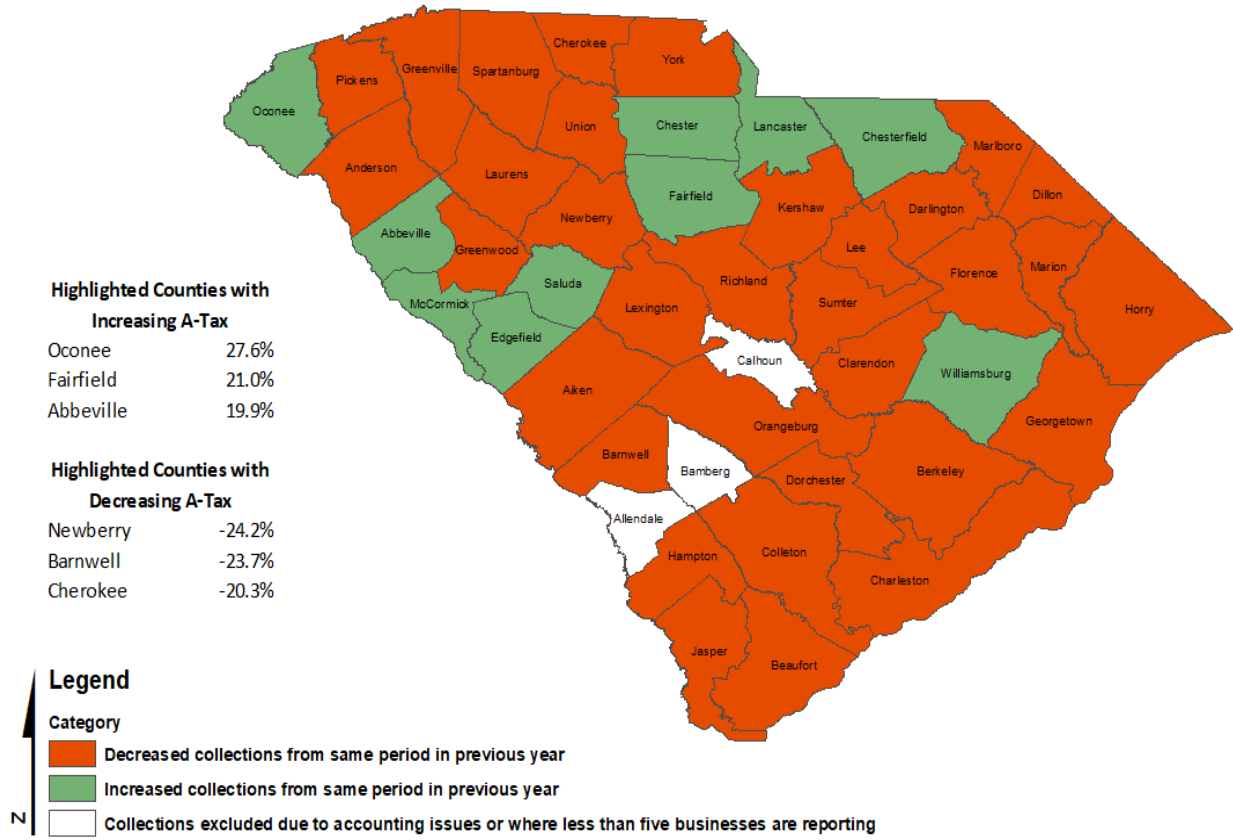 Cherokee
York
Greenville
Spartanburg
Pickens
Oconee
Union
Chester
Lancaster
Chesterfield
Marlboro
Anderson
Laurens
Fairfield
Kershaw
Darlington
Dillon
Newberry
Abbeville
Greenwood
Lee
Florence
Marion
Saluda
Richland
McCormick
Lexington
Sumter
Horry
Edgefield
Calhoun
Clarendon
Williamsburg
Aiken
Orangeburg
Georgetown
Barnwell
Bamberg
Dorchester
Berkeley
Allendale
Hampton
Colleton
Charleston
Jasper
Beaufort
Highlighted Counties with
Increasing A-Tax
Oconee 27.6%
Fairfield 21.0%
Abbeville 19.9%
Highlighted Counties with
Decreasing A-Tax
Newberry -24.2%
Barnwell -23.7%
Cherokee -20.3%
Legend
Category
Decreased collections from same period in previous year
Increased collections from same period in previous year
Collections excluded due to accounting issues or where less than five businesses are reporting
N